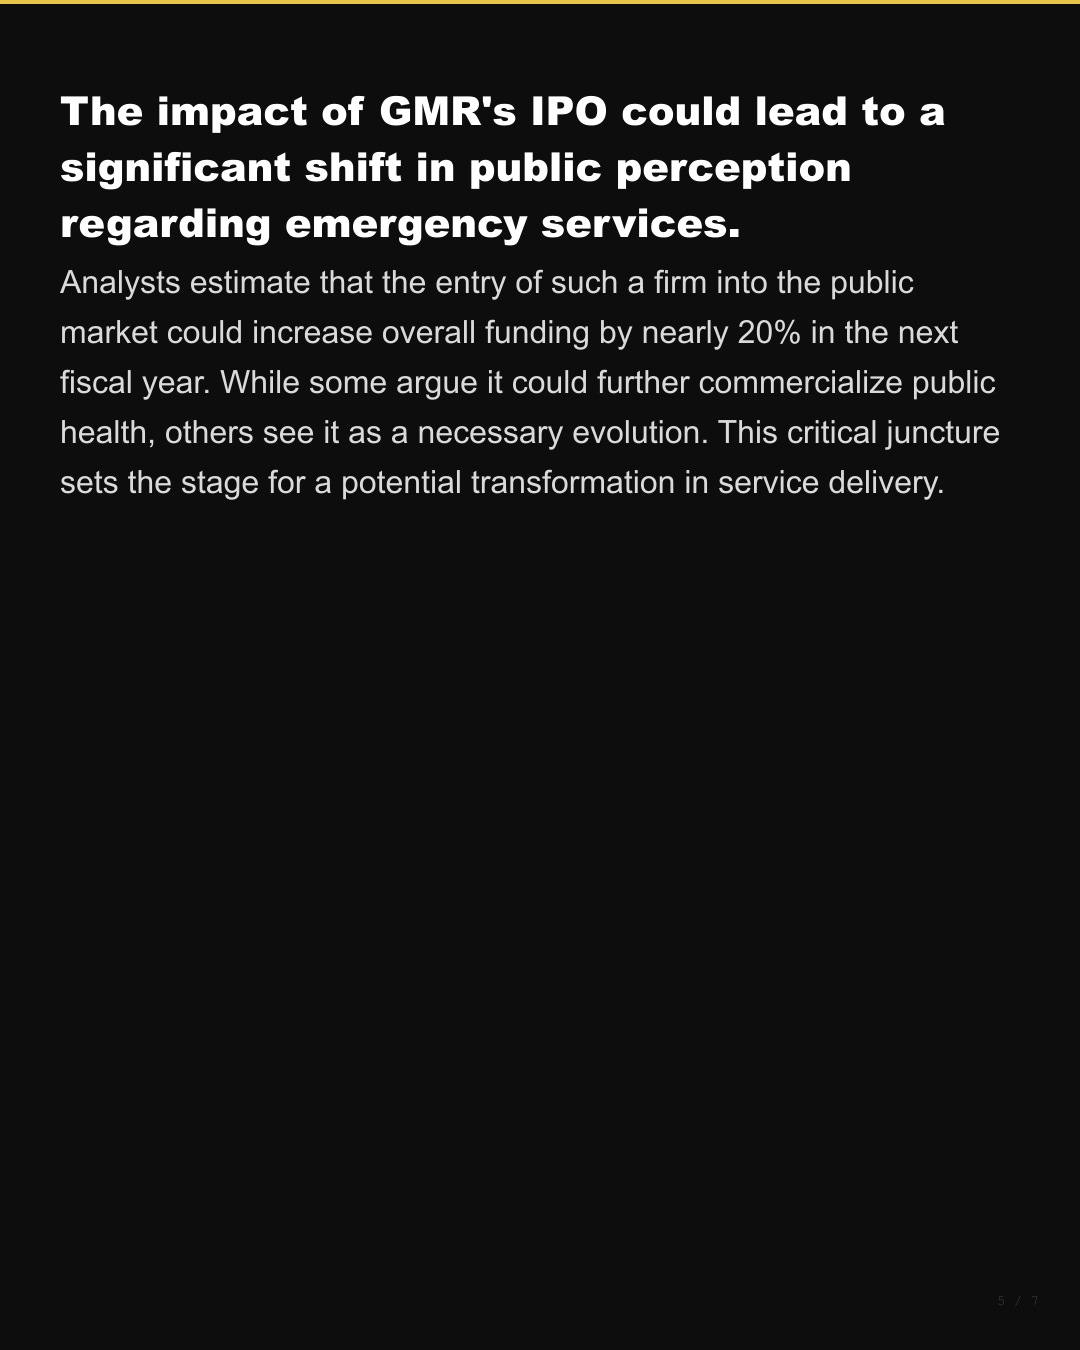 The impact of GMR's IPO could lead to a
significant shift in public perception
regarding emergency services.
Analysts estimate that the entry of such a firm into the public
market could increase overall funding by nearly 20% in the next
fiscal year. While some argue it could further commercialize public
health, others see it as a necessary evolution. This critical juncture
sets the stage for a potential transformation in service delivery.
5 / 7